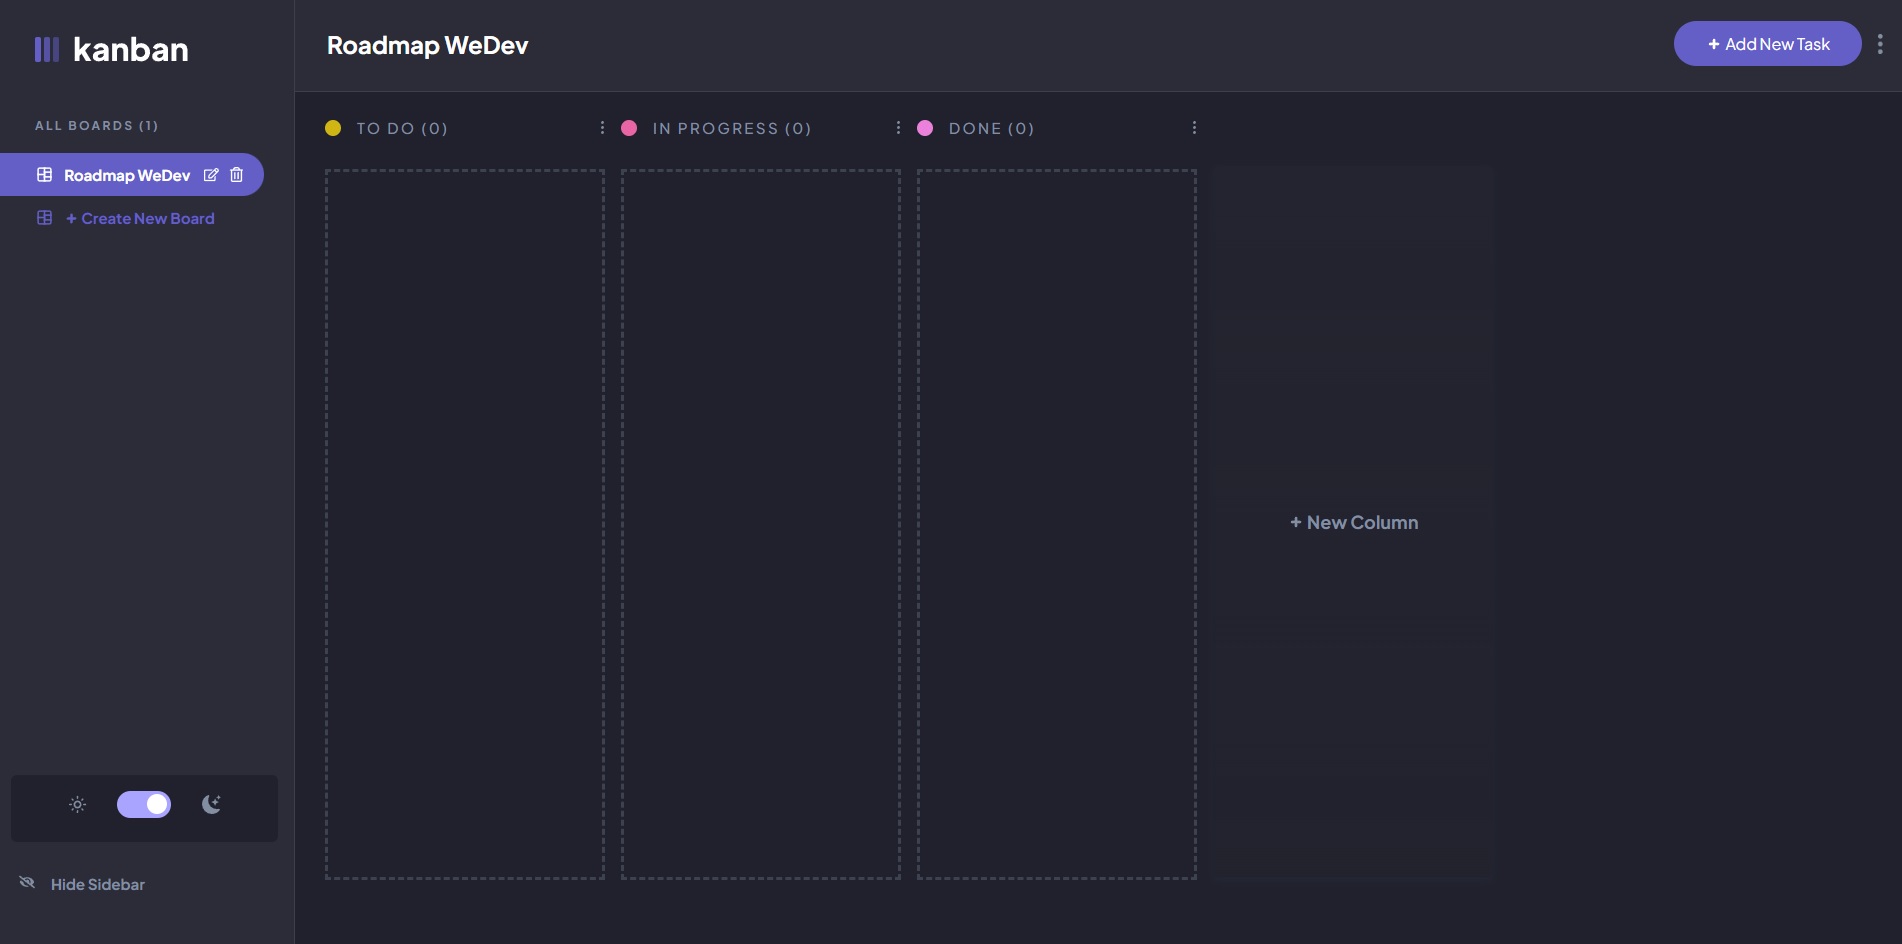 kanban
Roadmap WeDev
+ Add New Task
ALL BOARDS (1)
Roadmap WeDev
+ Create New Board
TO DO (0)
IN PROGRESS (0)
DONE (0)
+ New Column
Hide Sidebar